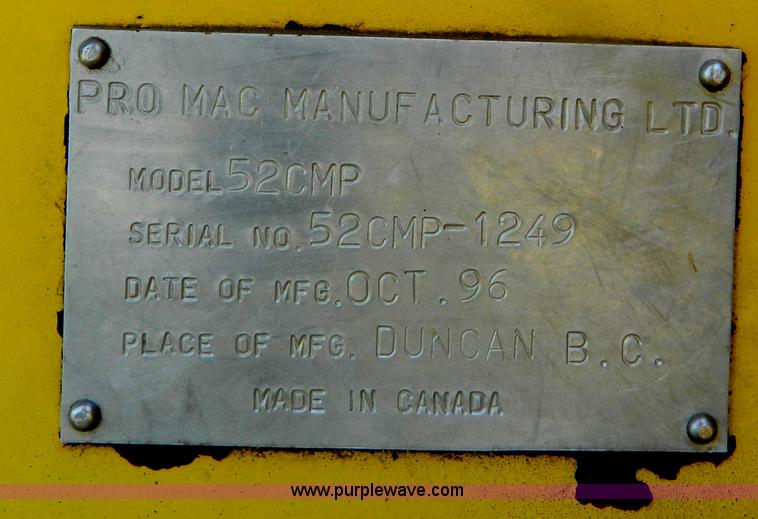 PRO MAC MANUFACTURING LTD.
MODEL 52CMP
SERIAL NO. 52CMP-1249
DATE OF MFG. OCT. 96
PLACE OF MFG. DUNCAN B.C.
MADE IN CANADA
www.purplewave.com